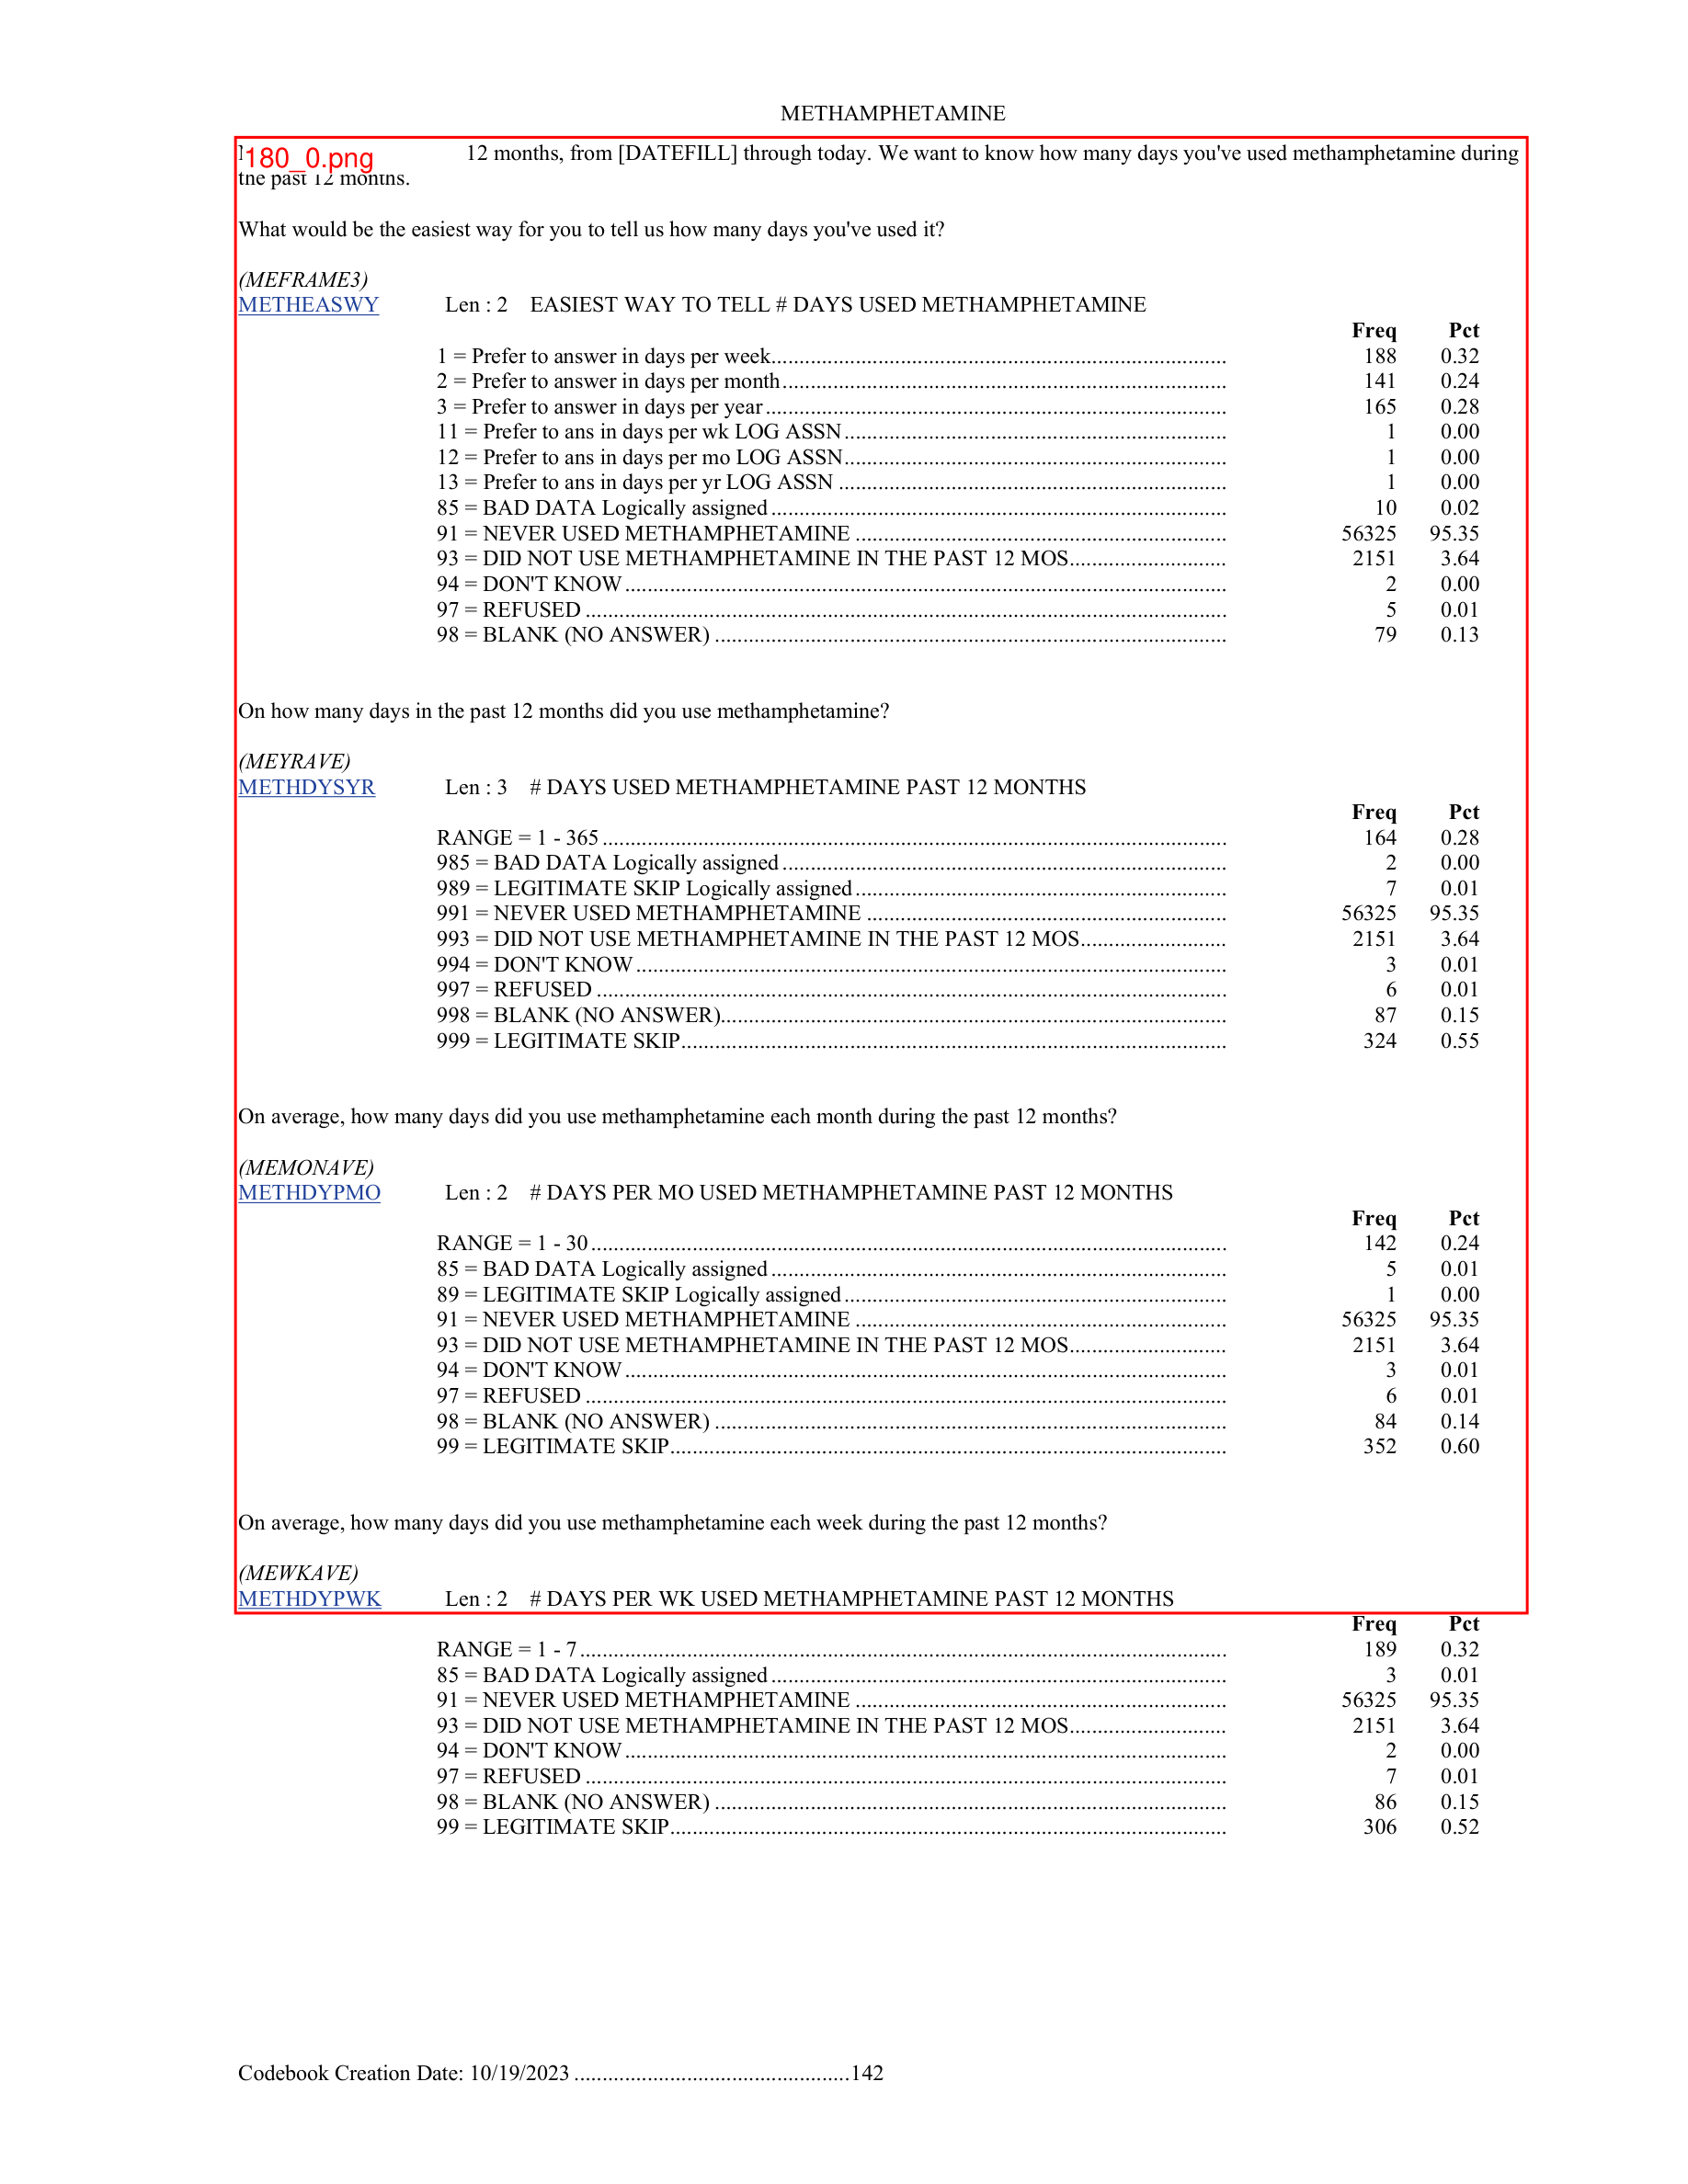 METHAMPHETAMINE
180_0.png 12 months, from [DATEFILL] through today. We want to know how many days you've used methamphetamine during
the past 12 months.
What would be the easiest way for you to tell us how many days you've used it?
(MEFRAME3)
METHEASWY Len : 2 EASIEST WAY TO TELL # DAYS USED METHAMPHETAMINE
Freq Pct
1 = Prefer to answer in days per week................................................................................. 188 0.32
2 = Prefer to answer in days per month............................................................................... 141 0.24
3 = Prefer to answer in days per year.................................................................................. 165 0.28
11 = Prefer to ans in days per wk LOG ASSN.................................................................... 1 0.00
12 = Prefer to ans in days per mo LOG ASSN.................................................................... 1 0.00
13 = Prefer to ans in days per yr LOG ASSN ..................................................................... 1 0.00
85 = BAD DATA Logically assigned................................................................................. 10 0.02
91 = NEVER USED METHAMPHETAMINE .................................................................. 56325 95.35
93 = DID NOT USE METHAMPHETAMINE IN THE PAST 12 MOS............................ 2151 3.64
94 = DON'T KNOW........................................................................................................... 2 0.00
97 = REFUSED .................................................................................................................. 5 0.01
98 = BLANK (NO ANSWER) ........................................................................................... 79 0.13
On how many days in the past 12 months did you use methamphetamine?
(MEYRAVE)
METHDYSYR Len : 3 # DAYS USED METHAMPHETAMINE PAST 12 MONTHS
Freq Pct
RANGE = 1 - 365............................................................................................................... 164 0.28
985 = BAD DATA Logically assigned............................................................................... 2 0.00
989 = LEGITIMATE SKIP Logically assigned.................................................................. 7 0.01
991 = NEVER USED METHAMPHETAMINE ................................................................ 56325 95.35
993 = DID NOT USE METHAMPHETAMINE IN THE PAST 12 MOS.......................... 2151 3.64
994 = DON'T KNOW......................................................................................................... 3 0.01
997 = REFUSED ................................................................................................................ 6 0.01
998 = BLANK (NO ANSWER).......................................................................................... 87 0.15
999 = LEGITIMATE SKIP................................................................................................. 324 0.55
On average, how many days did you use methamphetamine each month during the past 12 months?
(MEMONAVE)
METHDYPMO Len : 2 # DAYS PER MO USED METHAMPHETAMINE PAST 12 MONTHS
Freq Pct
RANGE = 1 - 30................................................................................................................. 142 0.24
85 = BAD DATA Logically assigned................................................................................. 5 0.01
89 = LEGITIMATE SKIP Logically assigned.................................................................... 1 0.00
91 = NEVER USED METHAMPHETAMINE .................................................................. 56325 95.35
93 = DID NOT USE METHAMPHETAMINE IN THE PAST 12 MOS............................ 2151 3.64
94 = DON'T KNOW........................................................................................................... 3 0.01
97 = REFUSED .................................................................................................................. 6 0.01
98 = BLANK (NO ANSWER) ........................................................................................... 84 0.14
99 = LEGITIMATE SKIP................................................................................................... 352 0.60
On average, how many days did you use methamphetamine each week during the past 12 months?
(MEWKAVE)
METHDYPWK Len : 2 # DAYS PER WK USED METHAMPHETAMINE PAST 12 MONTHS
Freq Pct
RANGE = 1 - 7................................................................................................................... 189 0.32
85 = BAD DATA Logically assigned................................................................................. 3 0.01
91 = NEVER USED METHAMPHETAMINE .................................................................. 56325 95.35
93 = DID NOT USE METHAMPHETAMINE IN THE PAST 12 MOS............................ 2151 3.64
94 = DON'T KNOW........................................................................................................... 2 0.00
97 = REFUSED .................................................................................................................. 7 0.01
98 = BLANK (NO ANSWER) ........................................................................................... 86 0.15
99 = LEGITIMATE SKIP................................................................................................... 306 0.52
Codebook Creation Date: 10/19/2023 .................................................142